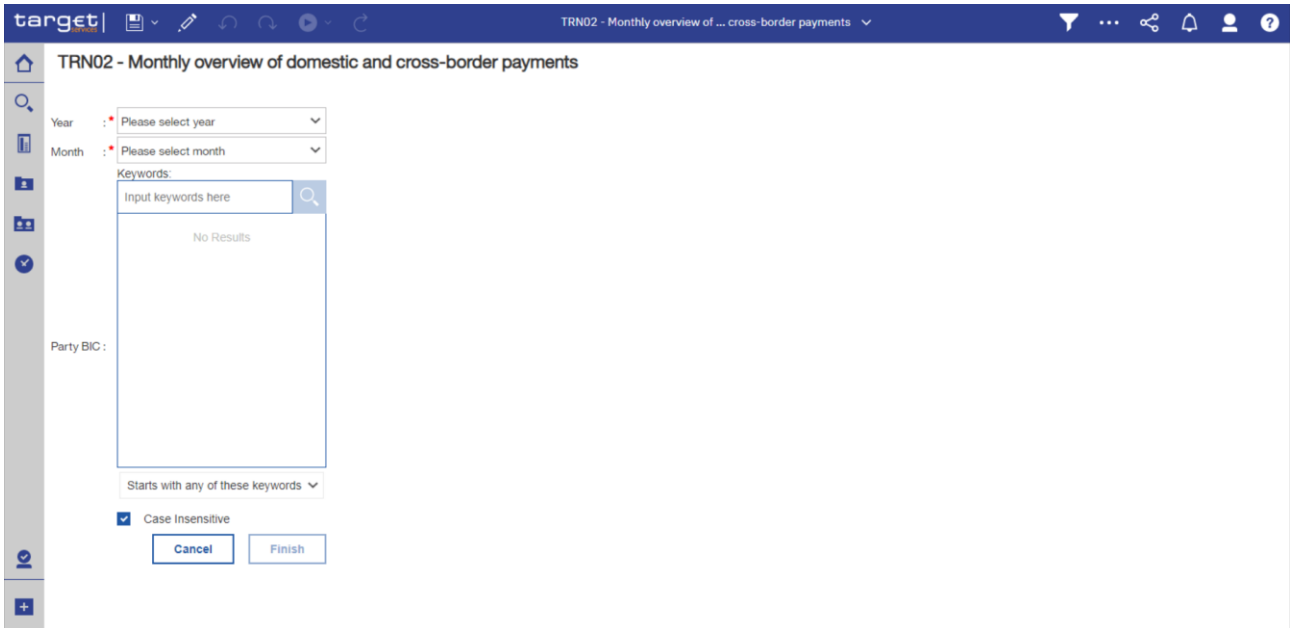 target|
services
TRN02 - Monthly overview of ... cross-border payments
?
TRN02 - Monthly overview of domestic and cross-border payments
Year :* Please select year
Month :* Please select month
Keywords:
Input keywords here
No Results
Party BIC :
Starts with any of these keywords
Case Insensitive
Cancel Finish